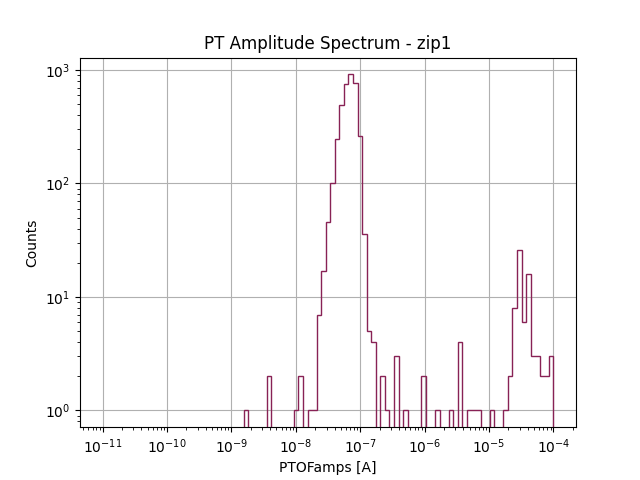 PT Amplitude Spectrum - zip1
Counts
10³
10²
10¹
10⁰
10⁻¹¹ 10⁻¹⁰ 10⁻⁹ 10⁻⁸ 10⁻⁷ 10⁻⁶ 10⁻⁵ 10⁻⁴
PTOFamps [A]